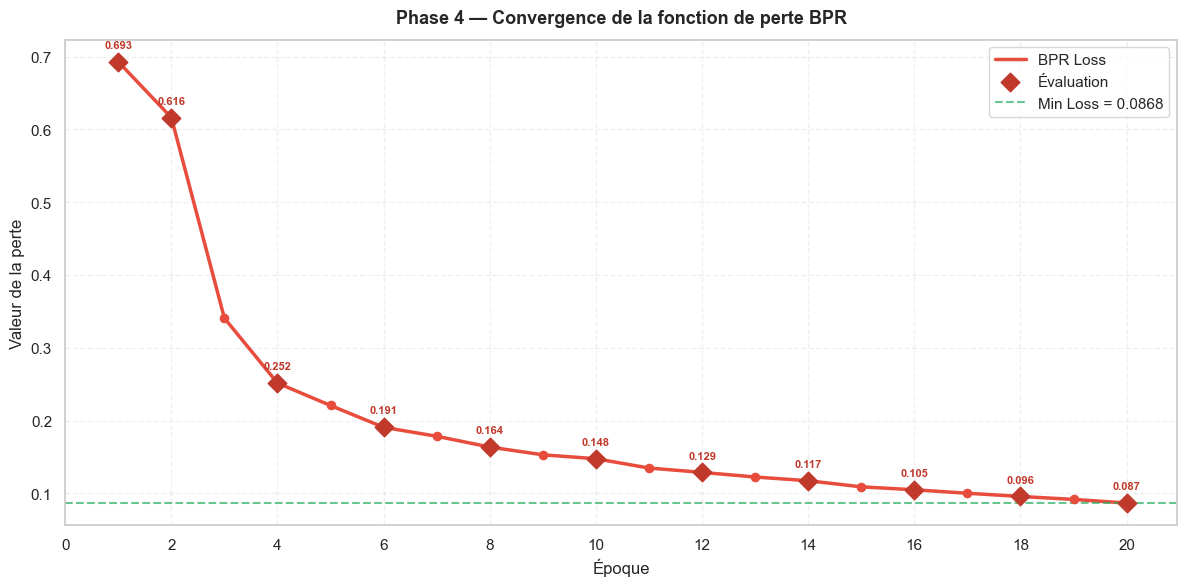 Phase 4 — Convergence de la fonction de perte BPR
BPR Loss
Évaluation
Min Loss = 0.0868
Valeur de la perte
0.7
0.6
0.5
0.4
0.3
0.2
0.1
0.693
0.616
0.252
0.191
0.164
0.148
0.129
0.117
0.105
0.096
0.087
0 2 4 6 8 10 12 14 16 18 20
Époque